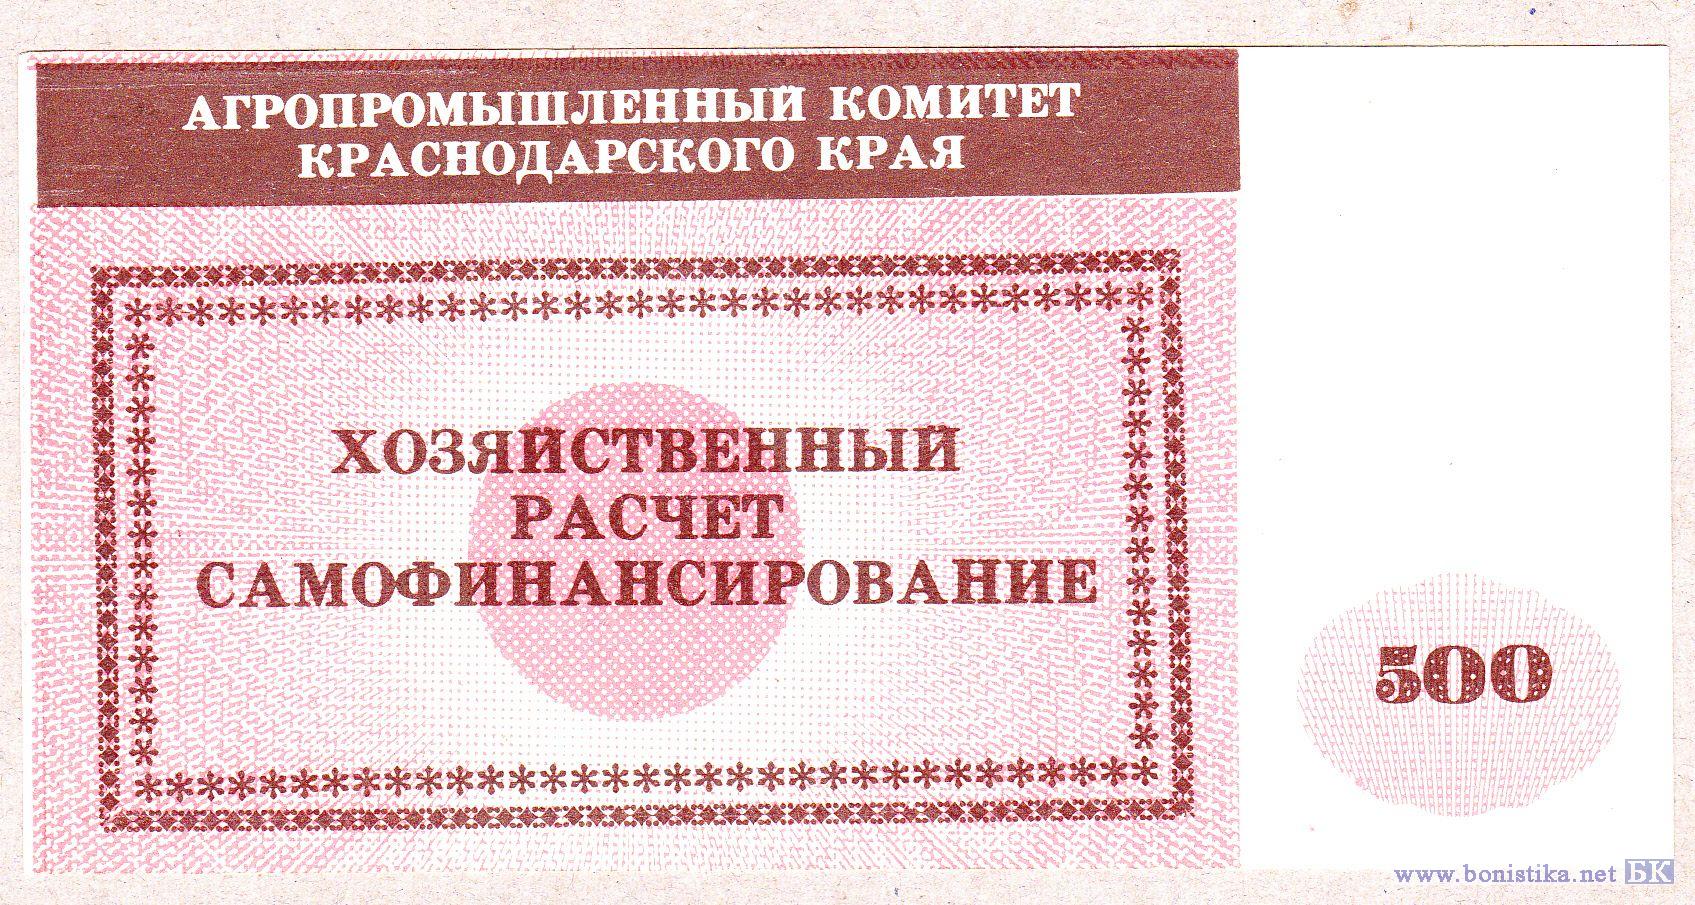 АГРОПРОМЫШЛЕННЫЙ КОМИТЕТ
КРАСНОДАРСКОГО КРАЯ
ХОЗЯЙСТВЕННЫЙ
РАСЧЕТ
САМОФИНАНСИРОВАНИЕ
500
www.bonistika.net БК